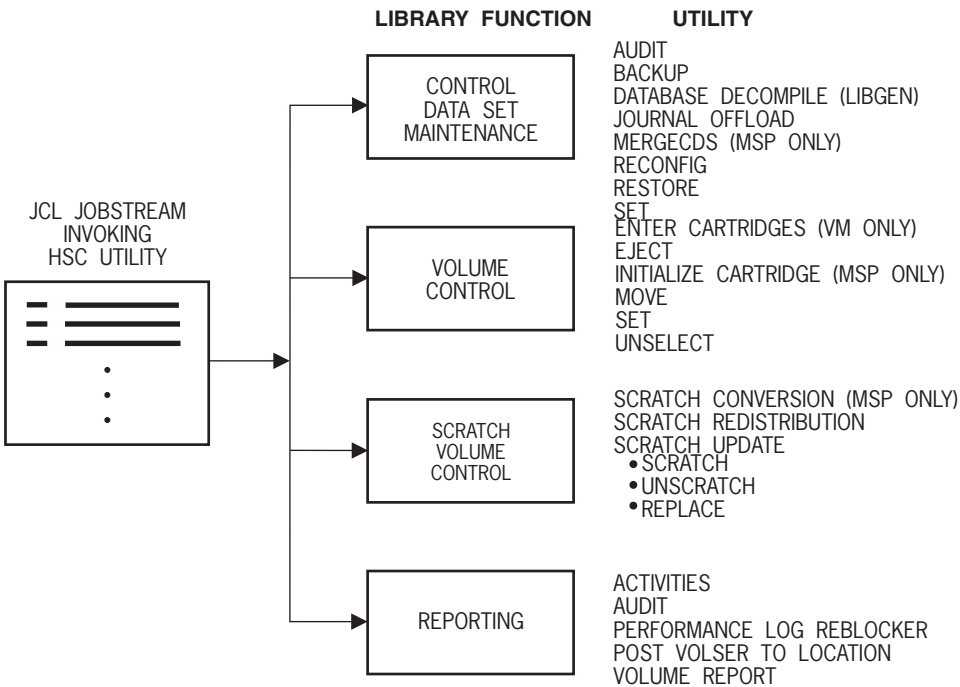 LIBRARY FUNCTION
UTILITY
JCL JOBSTREAM
INVOKING
HSC UTILITY
CONTROL
DATA SET
MAINTENANCE
AUDIT
BACKUP
DATABASE DECOMPILE (LIBGEN)
JOURNAL OFFLOAD
MERGECDS (MSP ONLY)
RECONFIG
RESTORE
SET
VOLUME
CONTROL
ENTER CARTRIDGES (VM ONLY)
EJECT
INITIALIZE CARTRIDGE (MSP ONLY)
MOVE
SET
UNSELECT
SCRATCH
VOLUME
CONTROL
SCRATCH CONVERSION (MSP ONLY)
SCRATCH REDISTRIBUTION
SCRATCH UPDATE
• SCRATCH
• UNSCRATCH
• REPLACE
REPORTING
ACTIVITIES
AUDIT
PERFORMANCE LOG REBLOCKER
POST VOLSER TO LOCATION
VOLUME REPORT